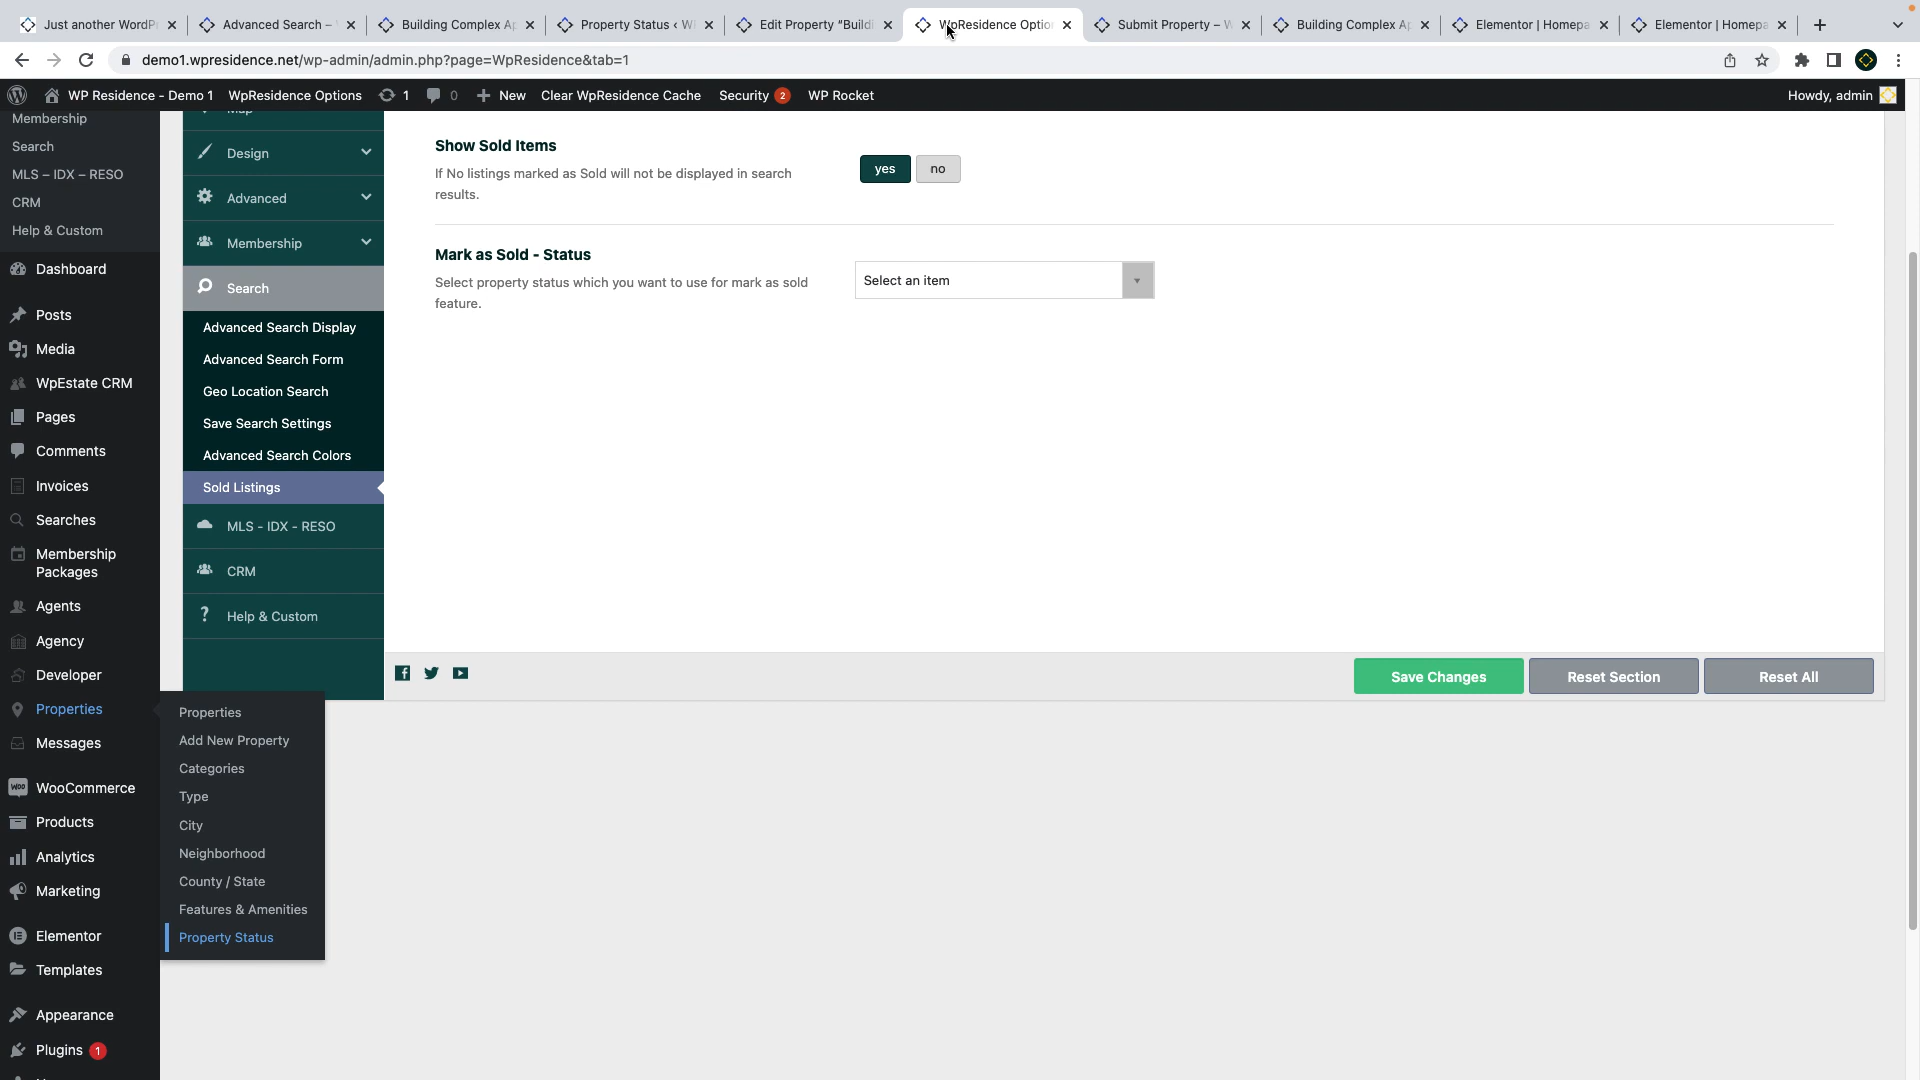 Just another WordPr
Advanced Search –
Building Complex Ap
Property Status ‹ W
Edit Property “Buildi
WpResidence Option
Submit Property – W
Building Complex Ap
Elementor | Homepa
Elementor | Homepa
demo1.wpresidence.net/wp-admin/admin.php?page=WpResidence&tab=1
WP Residence - Demo 1
WpResidence Options
1
0
New
Clear WpResidence Cache
Security 2
WP Rocket
Howdy, admin
Membership
Search
MLS – IDX – RESO
CRM
Help & Custom
Dashboard
Posts
Media
WpEstate CRM
Pages
Comments
Invoices
Searches
Membership
Packages
Agents
Agency
Developer
Properties
Messages
WooCommerce
Products
Analytics
Marketing
Elementor
Templates
Appearance
Plugins 1
Map
Design
Advanced
Membership
Search
Advanced Search Display
Advanced Search Form
Geo Location Search
Save Search Settings
Advanced Search Colors
Sold Listings
MLS - IDX - RESO
CRM
Help & Custom
Properties
Add New Property
Categories
Type
City
Neighborhood
County / State
Features & Amenities
Property Status
Show Sold Items
If No listings marked as Sold will not be displayed in search
results.
yes
no
Mark as Sold - Status
Select property status which you want to use for mark as sold
feature.
Select an item
Save Changes
Reset Section
Reset All